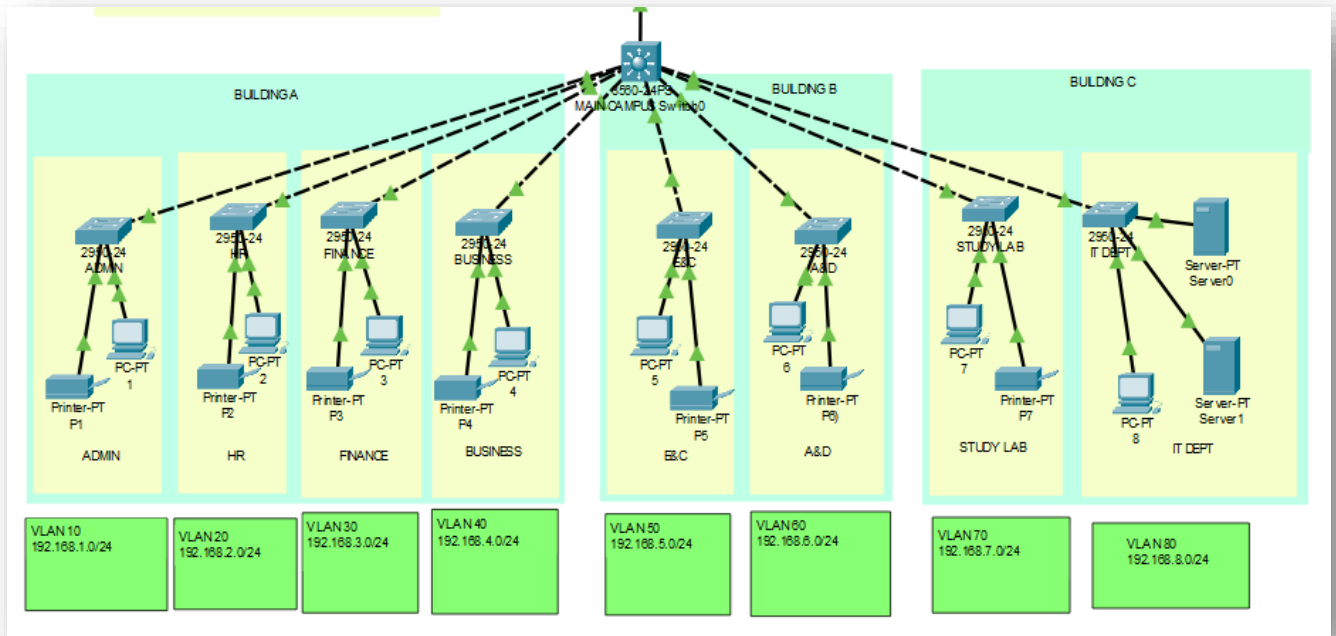 BUILDING A
BUILDING B
BUILDING C
3560-24PS
MAIN CAMPUS Switch0
2950-24
ADMIN
2950-24
HR
2950-24
FINANCE
2950-24
BUSINESS
2950-24
E&C
2950-24
A&D
2950-24
STUDY LAB
2950-24
IT DEPT
Server-PT
Server0
PC-PT
1
Printer-PT
P1
PC-PT
2
Printer-PT
P2
PC-PT
3
Printer-PT
P3
PC-PT
4
Printer-PT
P4
PC-PT
5
Printer-PT
P5
PC-PT
6
Printer-PT
P6)
PC-PT
7
Printer-PT
P7
PC-PT
8
Server-PT
Server1
ADMIN
HR
FINANCE
BUSINESS
E&C
A&D
STUDY LAB
IT DEPT
VLAN 10
192.168.1.0/24
VLAN 20
192.168.2.0/24
VLAN 30
192.168.3.0/24
VLAN 40
192.168.4.0/24
VLAN 50
192.168.5.0/24
VLAN 60
192.168.6.0/24
VLAN 70
192.168.7.0/24
VLAN 80
192.168.8.0/24